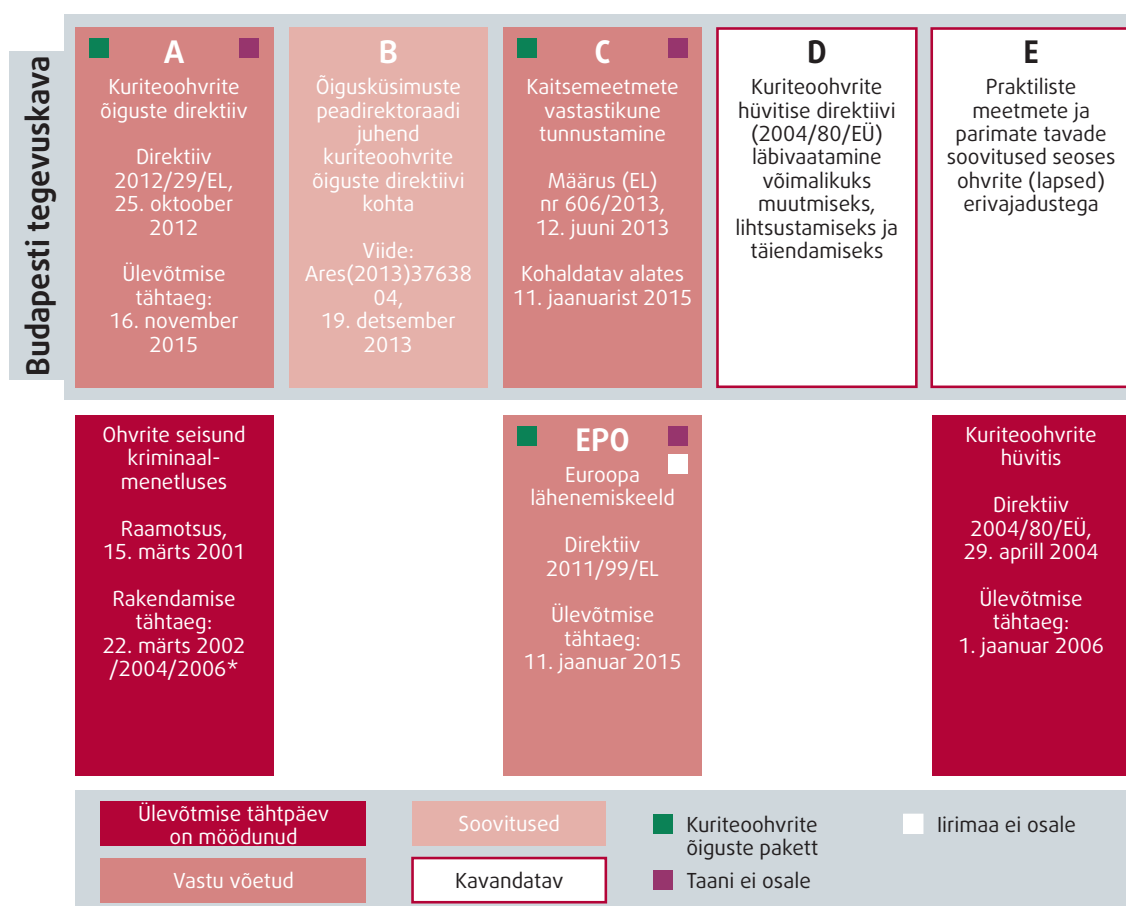 Budapesti tegevuskava
A
Kuriteoohvrite
õiguste direktiiv
Direktiiv
2012/29/EL,
25. oktoober
2012
Ülevõtmise
tähtaeg:
16. november
2015
B
Õigusküsimuste
peadirektoraadi
juhend
kuriteoohvrite
õiguste direktiivi
kohta
Viide:
Ares(2013)37638
04,
19. detsember
2013
C
Kaitsemeetmete
vastastikune
tunnustamine
Määrus (EL)
nr 606/2013,
12. juuni 2013
Kohaldatav alates
11. jaanuarist 2015
D
Kuriteoohvrite
hüvitise direktiivi
(2004/80/EÜ)
läbivaatamine
võimalikuks
muutmiseks,
lihtsustamiseks ja
täiendamiseks
E
Praktiliste
meetmete ja
parimate tavade
soovitused seoses
ohvrite (lapsed)
erivajadustega
Ohvrite seisund
kriminaal-
menetluses
Raamotsus,
15. märts 2001
Rakendamise
tähtaeg:
22. märts 2002
/2004/2006*
EPO
Euroopa
lähenemiskeeld
Direktiiv
2011/99/EL
Ülevõtmise
tähtaeg:
11. jaanuar 2015
Kuriteoohvrite
hüvitis
Direktiiv
2004/80/EÜ,
29. aprill 2004
Ülevõtmise
tähtaeg:
1. jaanuar 2006
Ülevõtmise tähtpäev
on möödunud
Vastu võetud
Soovitused
Kavandatav
Kuriteoohvrite
õiguste pakett
Taani ei osale
Iirimaa ei osale